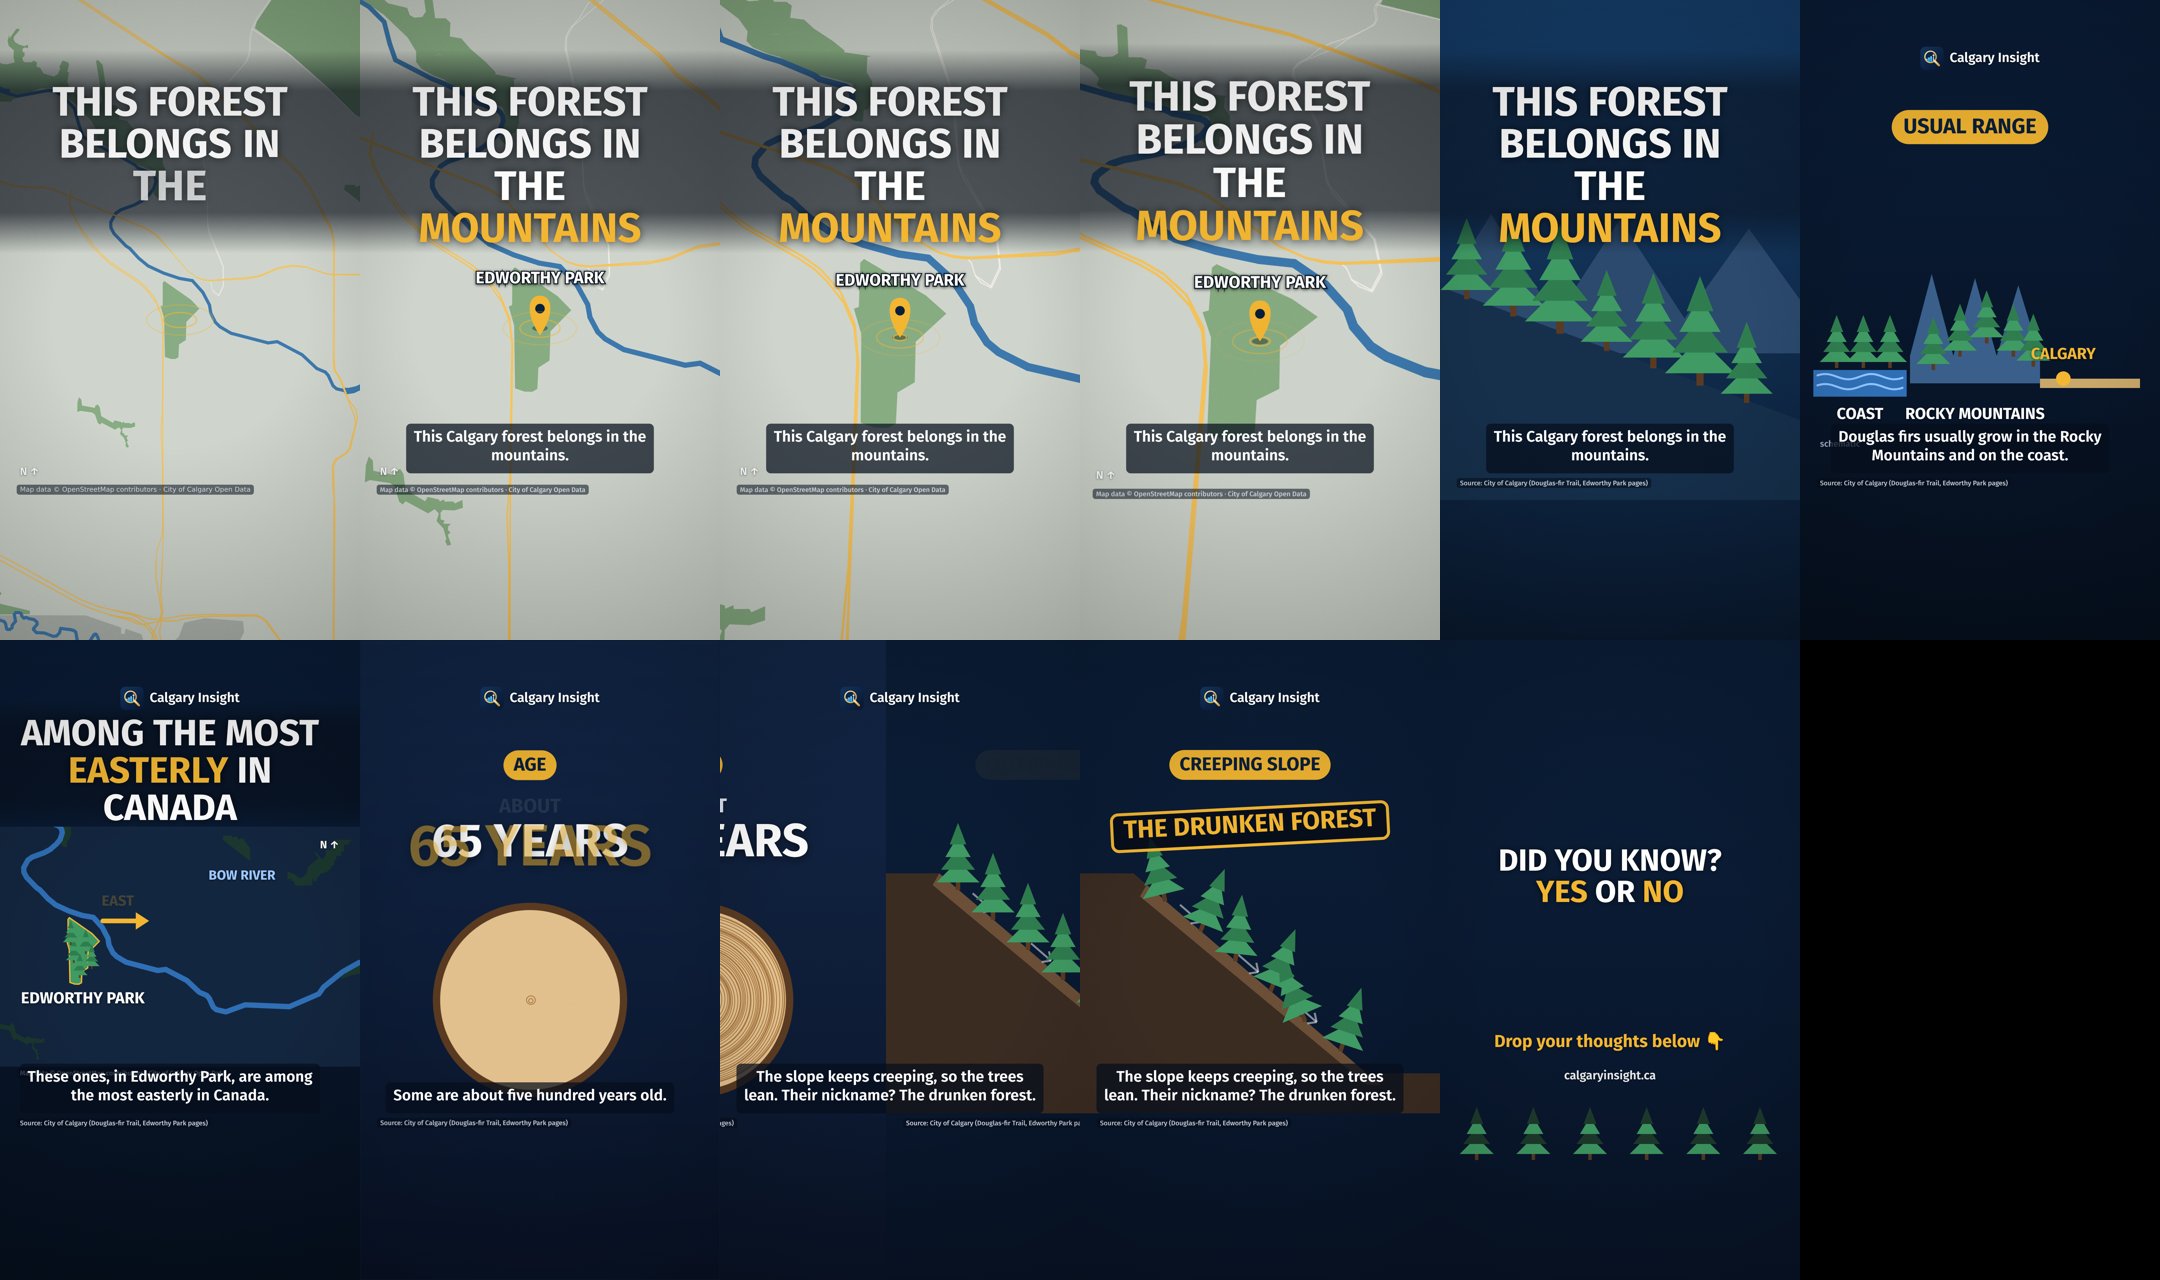 THIS FOREST
BELONGS IN
THE
N ↑
Map data © OpenStreetMap contributors · City of Calgary Open Data
THIS FOREST
BELONGS IN
THE
MOUNTAINS
EDWORTHY PARK
This Calgary forest belongs in the
mountains.
N ↑
Map data © OpenStreetMap contributors · City of Calgary Open Data
THIS FOREST
BELONGS IN
THE
MOUNTAINS
EDWORTHY PARK
This Calgary forest belongs in the
mountains.
N ↑
Map data © OpenStreetMap contributors · City of Calgary Open Data
THIS FOREST
BELONGS IN
THE
MOUNTAINS
EDWORTHY PARK
This Calgary forest belongs in the
mountains.
N ↑
Map data © OpenStreetMap contributors · City of Calgary Open Data
THIS FOREST
BELONGS IN
THE
MOUNTAINS
This Calgary forest belongs in the
mountains.
Source: City of Calgary (Douglas-fir Trail, Edworthy Park pages)
Calgary Insight
USUAL RANGE
CALGARY
COAST ROCKY MOUNTAINS
Douglas firs usually grow in the Rocky
Mountains and on the coast.
Source: City of Calgary (Douglas-fir Trail, Edworthy Park pages)
Calgary Insight
AMONG THE MOST
EASTERLY IN
CANADA
N ↑
BOW RIVER
EAST
EDWORTHY PARK
These ones, in Edworthy Park, are among
the most easterly in Canada.
Source: City of Calgary (Douglas-fir Trail, Edworthy Park pages)
Calgary Insight
AGE
ABOUT
65 YEARS
Some are about five hundred years old.
Source: City of Calgary (Douglas-fir Trail, Edworthy Park pages)
Calgary Insight
T
EARS
The slope keeps creeping, so the trees
lean. Their nickname? The drunken forest.
ges)
Source: City of Calgary (Douglas-fir Trail, Edworthy Park pa
Calgary Insight
CREEPING SLOPE
THE DRUNKEN FOREST
The slope keeps creeping, so the trees
lean. Their nickname? The drunken forest.
Source: City of Calgary (Douglas-fir Trail, Edworthy Park pages)
DID YOU KNOW?
YES OR NO
Drop your thoughts below 👇
calgaryinsight.ca